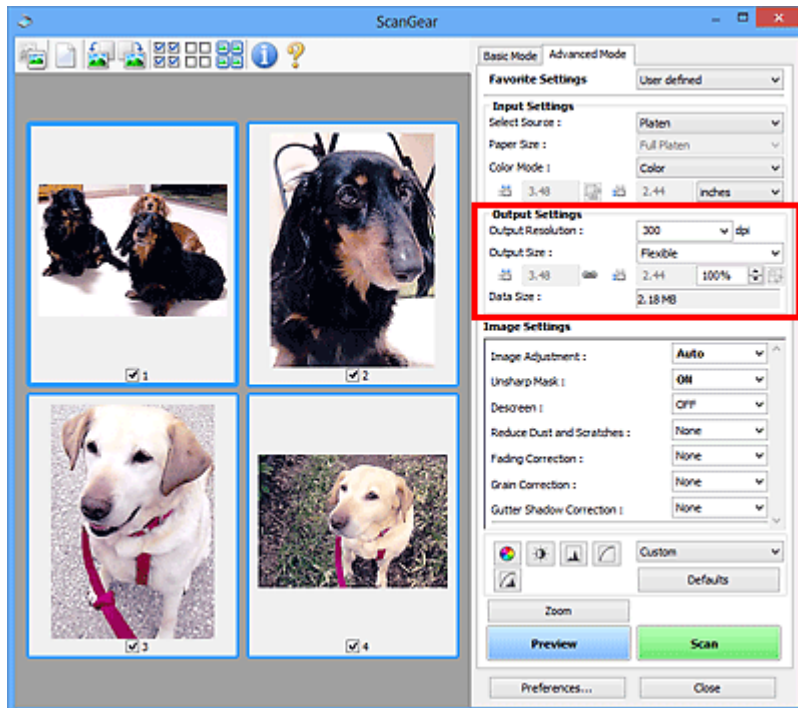 ScanGear
Basic Mode Advanced Mode
Favorite Settings User defined
Input Settings
Select Source : Platen
Paper Size : Full Platen
Color Mode : Color
3.48 2.44 inches
Output Settings
Output Resolution : 300 dpi
Output Size : Flexible
3.48 2.44 100%
Data Size : 2.18 MB
Image Settings
Image Adjustment : Auto
Unsharp Mask : ON
Descreen : OFF
Reduce Dust and Scratches : None
Fading Correction : None
Grain Correction : None
Gutter Shadow Correction : None
Custom
Defaults
Zoom
Preview Scan
Preferences... Close
1
2
3
4